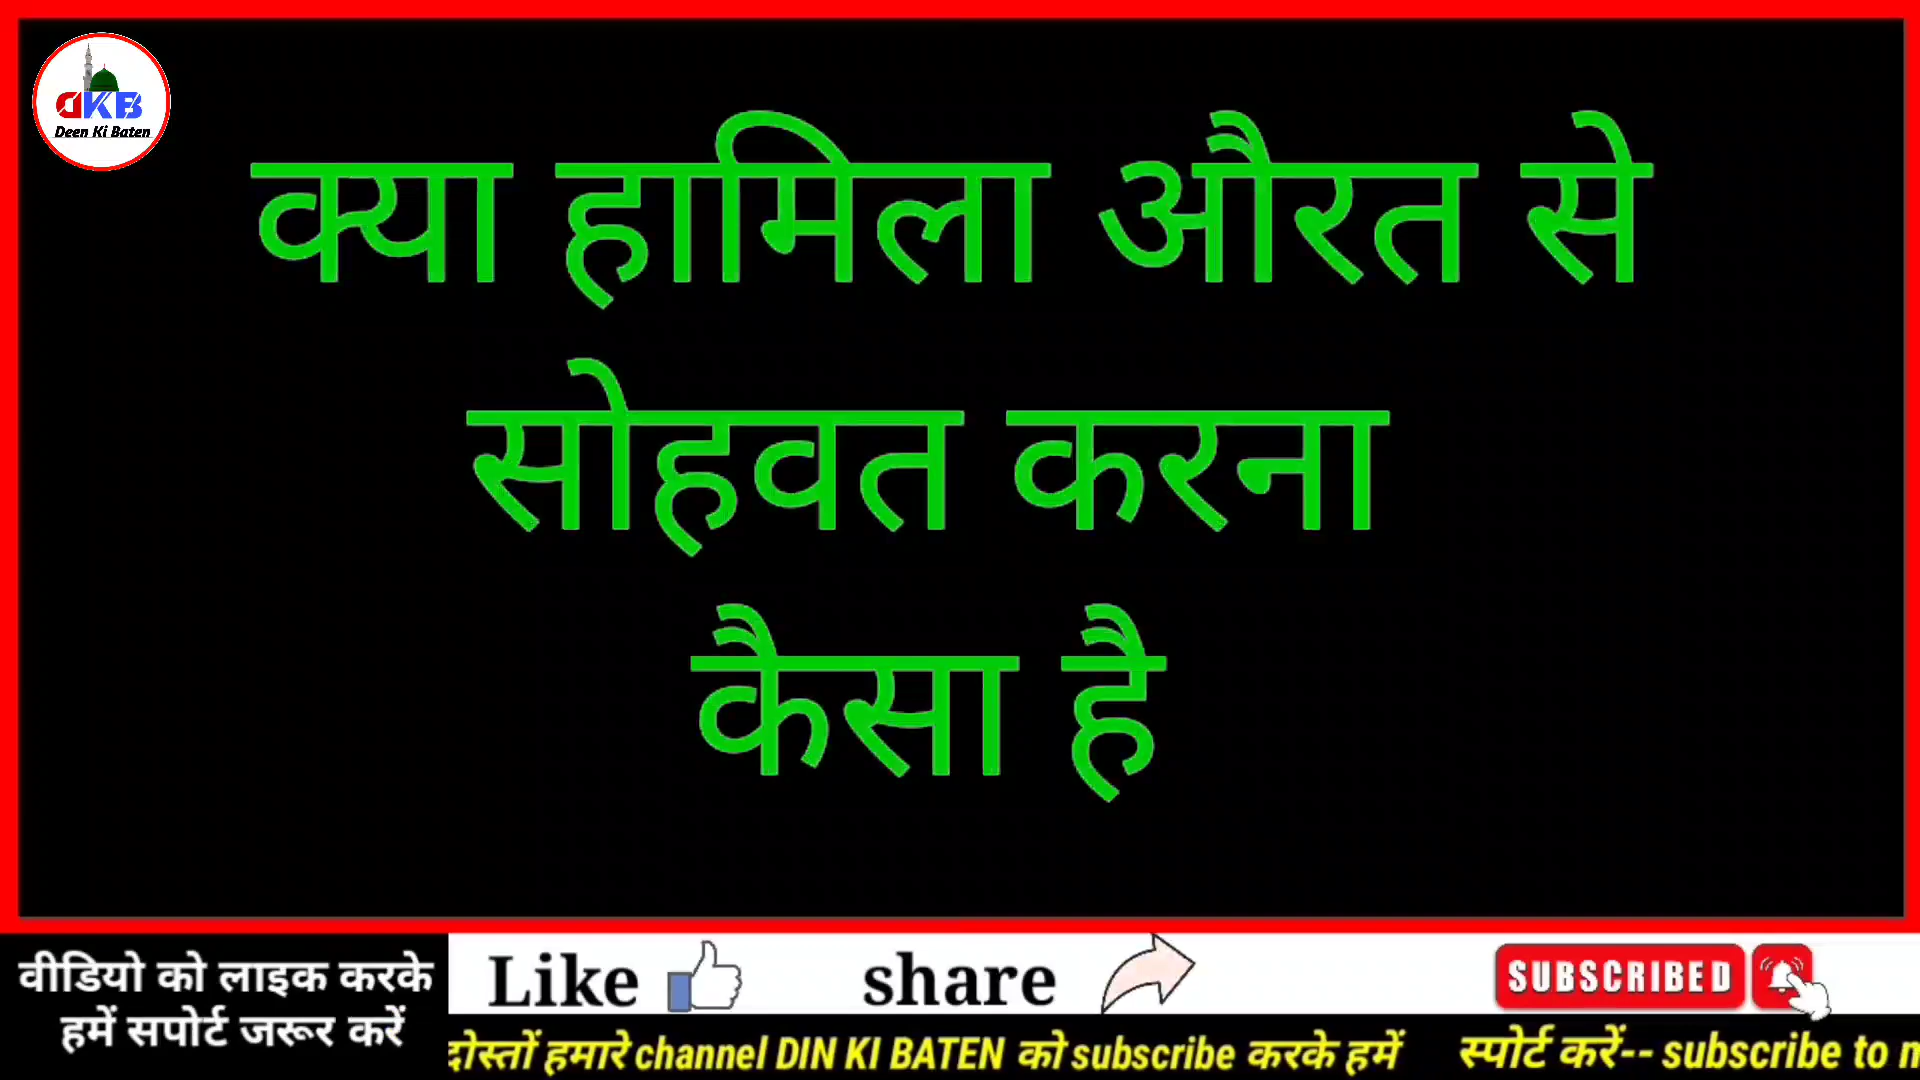 DKB
Deen Ki Baten
क्या हामिला औरत से
सोहवत करना
कैसा है
वीडियो को लाइक करके
हमें सपोर्ट जरूर करें
Like
share
SUBSCRIBED
दोस्तों हमारे channel DIN KI BATEN को subscribe करके हमें स्पोर्ट करें-- subscribe to